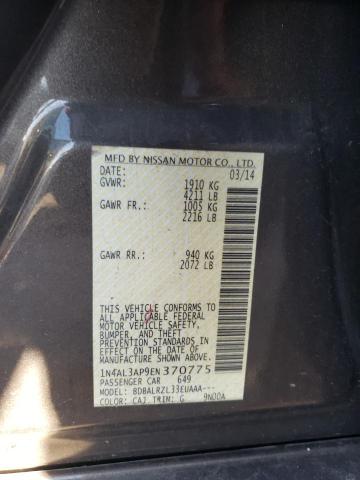 MFD BY NISSAN MOTOR CO., LTD.
DATE: 03/14
GVWR: 1910 KG
4211 LB
GAWR FR.: 1005 KG
2216 LB
GAWR RR.: 940 KG
2072 LB
THIS VEHICLE CONFORMS TO
ALL APPLICABLE FEDERAL
MOTOR VEHICLE SAFETY,
BUMPER, AND THEFT
PREVENTION STANDARDS IN
EFFECT ON THE DATE OF
MANUFACTURE SHOWN ABOVE.
1N4AL3AP9EN370775
PASSENGER CAR 649
MODEL: BDBALRZL33EUAAA---
COLOR: CAJ TRIM: G 9N00A